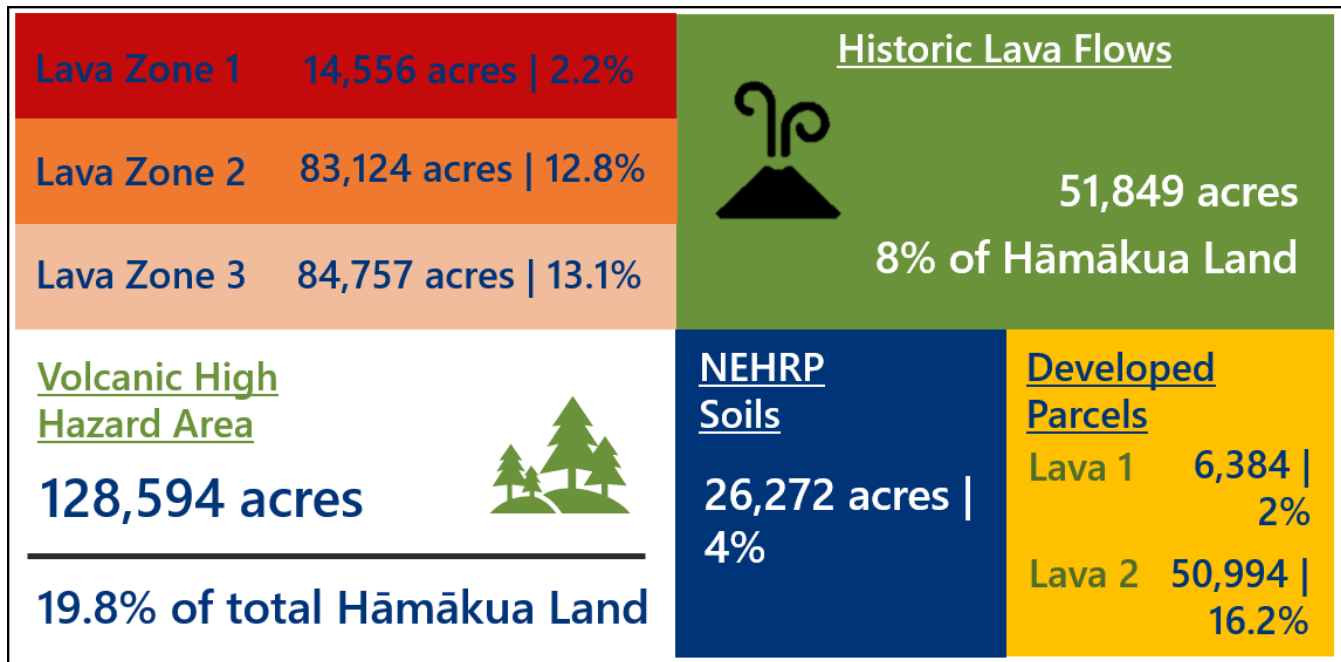 Lava Zone 1 14,556 acres | 2.2%
Lava Zone 2 83,124 acres | 12.8%
Lava Zone 3 84,757 acres | 13.1%
Historic Lava Flows
51,849 acres
8% of Hāmākua Land
Volcanic High
Hazard Area
128,594 acres
19.8% of total Hāmākua Land
NEHRP
Soils
26,272 acres |
4%
Developed
Parcels
Lava 1 6,384 |
2%
Lava 2 50,994 |
16.2%